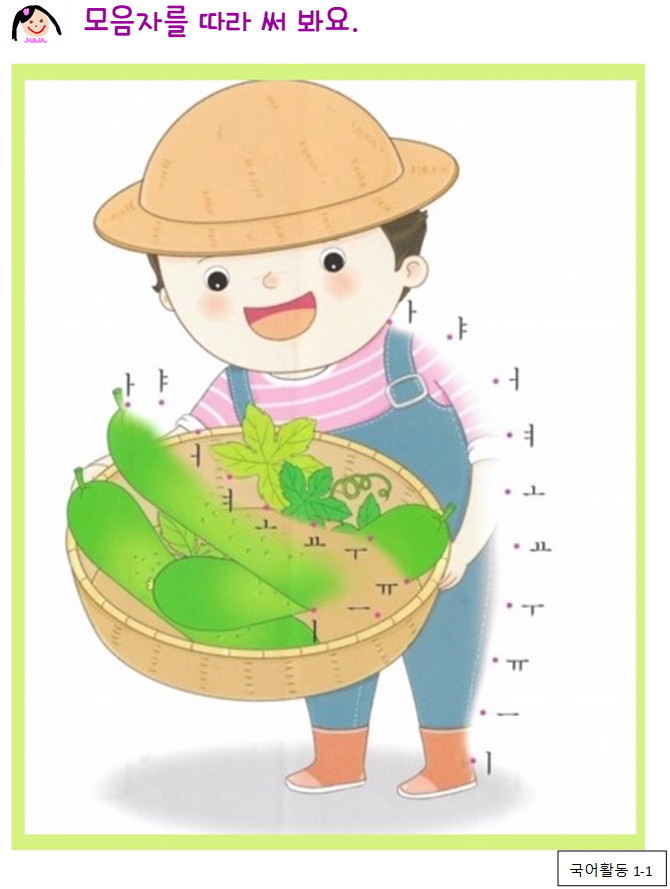 모음자를 따라 써 봐요.
ㅏ
ㅑ
ㅓ
ㅕ
ㅗ
ㅛ
ㅜ
ㅠ
ㅡ
ㅣ
ㅏ
ㅑ
ㅓ
ㅕ
ㅗ
ㅛ
ㅜ
ㅠ
ㅡ
ㅣ
국어활동 1-1